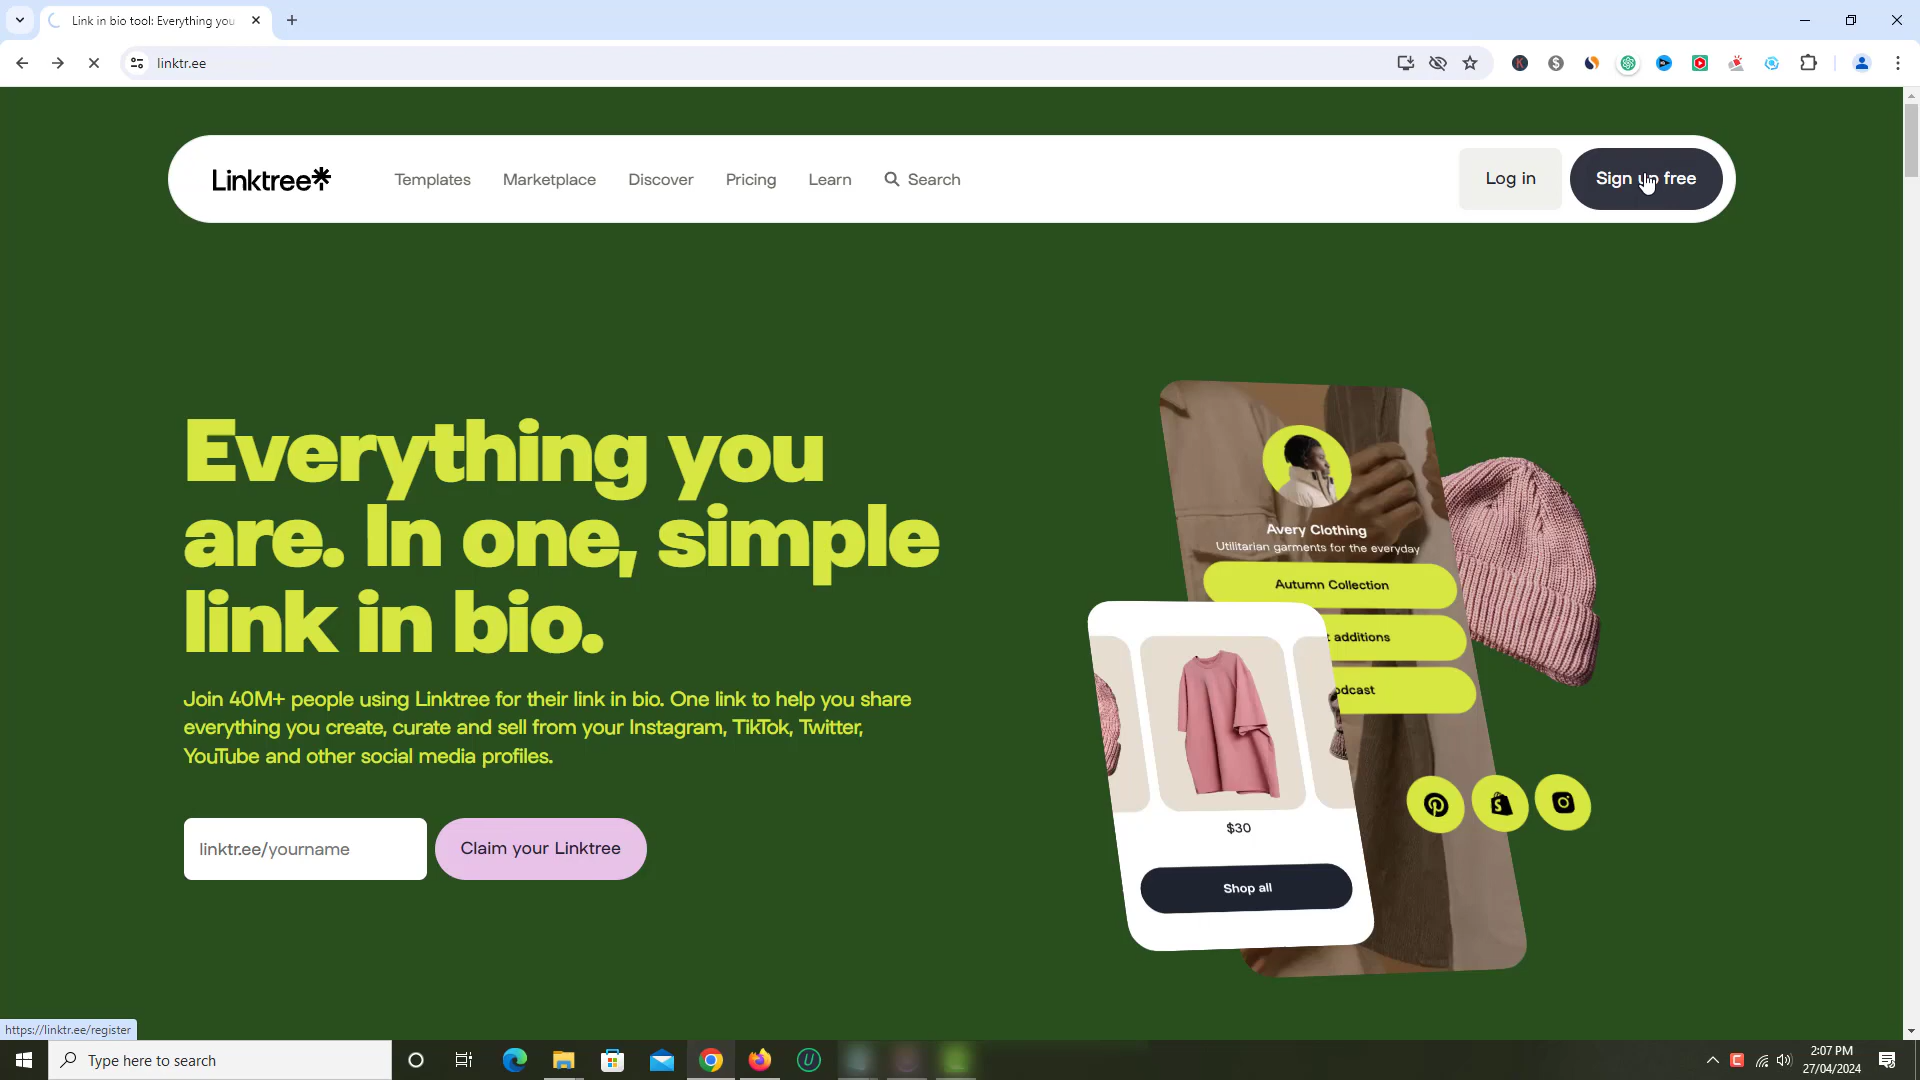 Link in bio tool: Everything you
linktr.ee
Linktree
Templates
Marketplace
Discover
Pricing
Learn
Search
Log in
Sign up free
Everything you
are. In one, simple
link in bio.
Join 40M+ people using Linktree for their link in bio. One link to help you share
everything you create, curate and sell from your Instagram, TikTok, Twitter,
YouTube and other social media profiles.
linktr.ee/yourname
Claim your Linktree
Avery Clothing
Utilitarian garments for the everyday
Autumn Collection
additions
$30
Shop all
https://linktr.ee/register
Type here to search
2:07 PM
27/04/2024